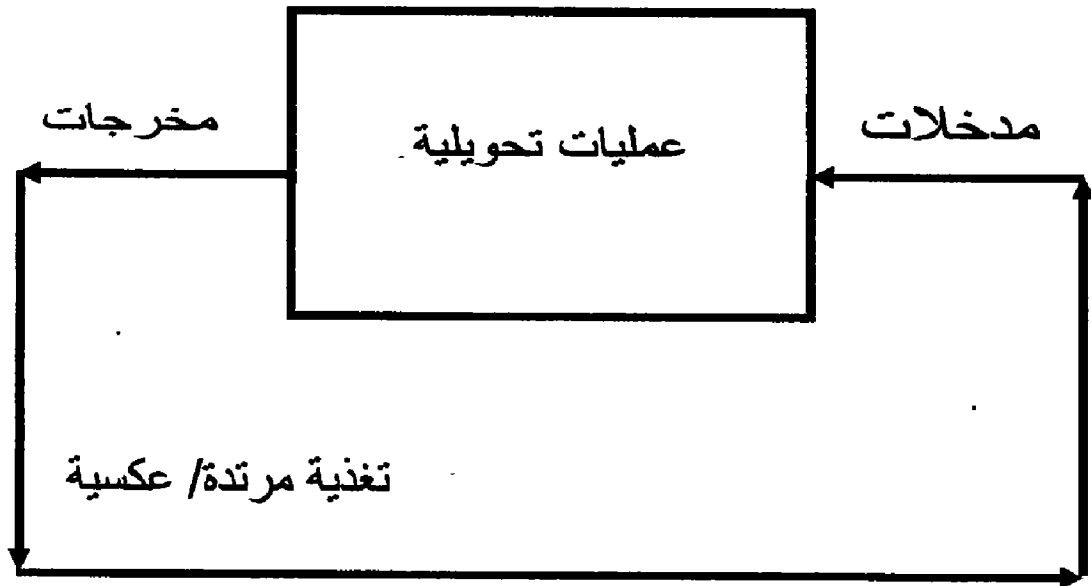 مدخلات
عمليات تحويلية
مخرجات
تغذية مرتدة/ عكسية